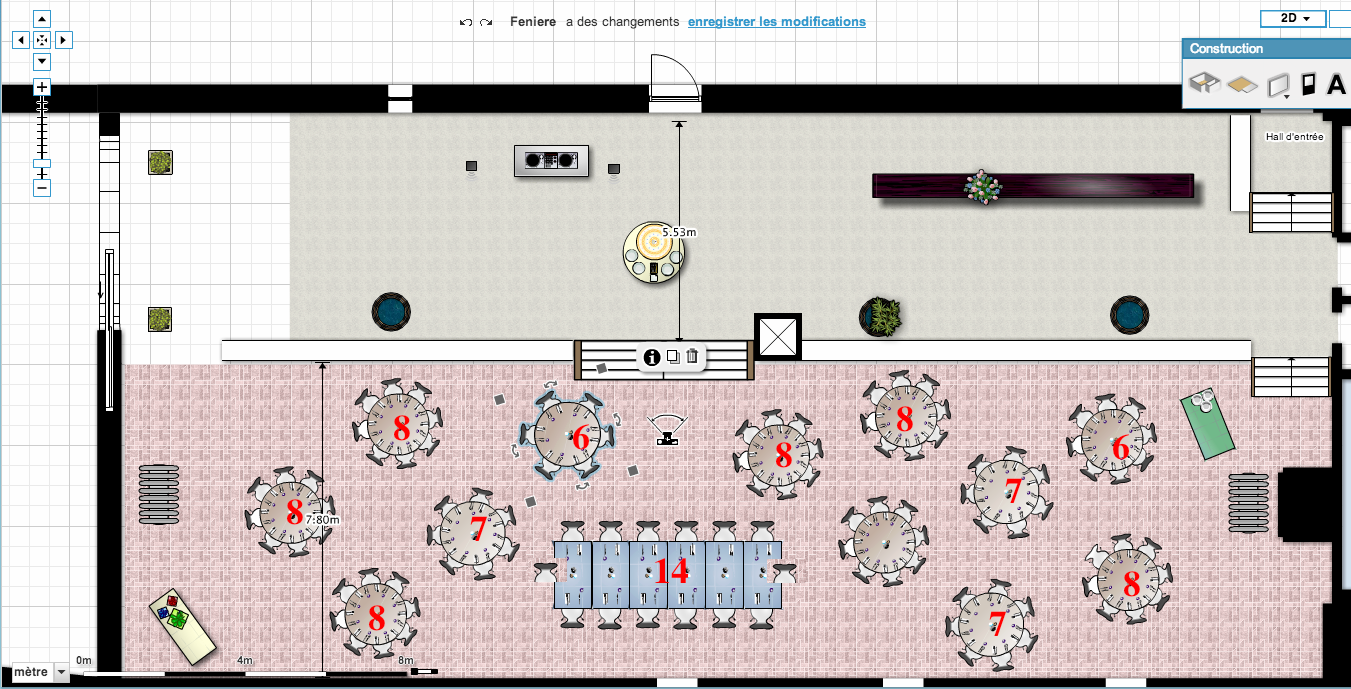 Feniere a des changements enregistrer les modifications
2D
Construction
A
Hall d'entrée
5.53m
8
6
8
8
6
8
7:80m
7
7
14
8
8
7
mètre
0m
4m
8m